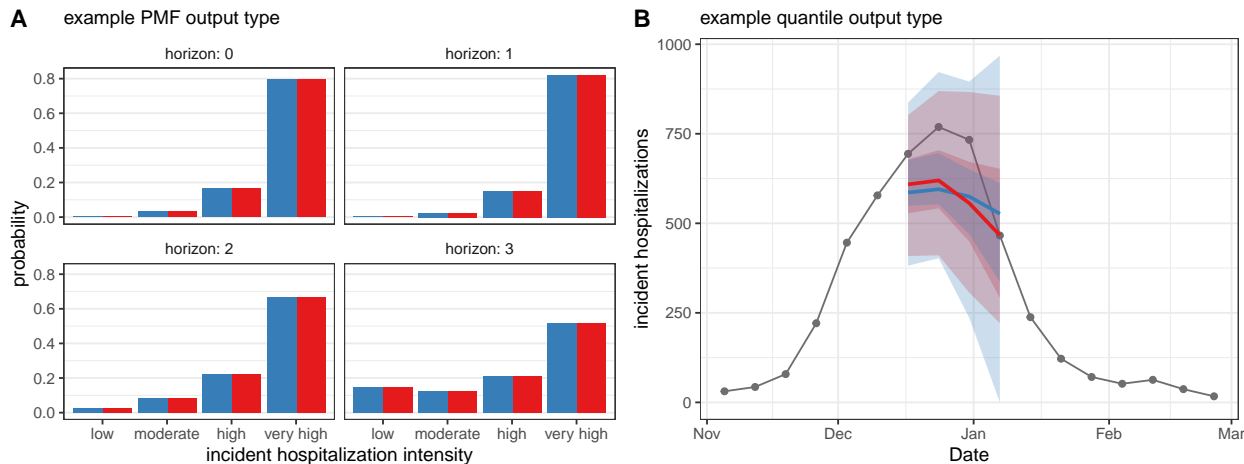 A example PMF output type
horizon: 0
horizon: 1
0.8
0.6
0.4
0.2
0.0
horizon: 2
horizon: 3
0.8
0.6
0.4
0.2
0.0
probability
low moderate high very high
low moderate high very high
incident hospitalization intensity
B example quantile output type
1000
750
500
250
0
incident hospitalizations
Nov Dec Jan Feb Mar
Date